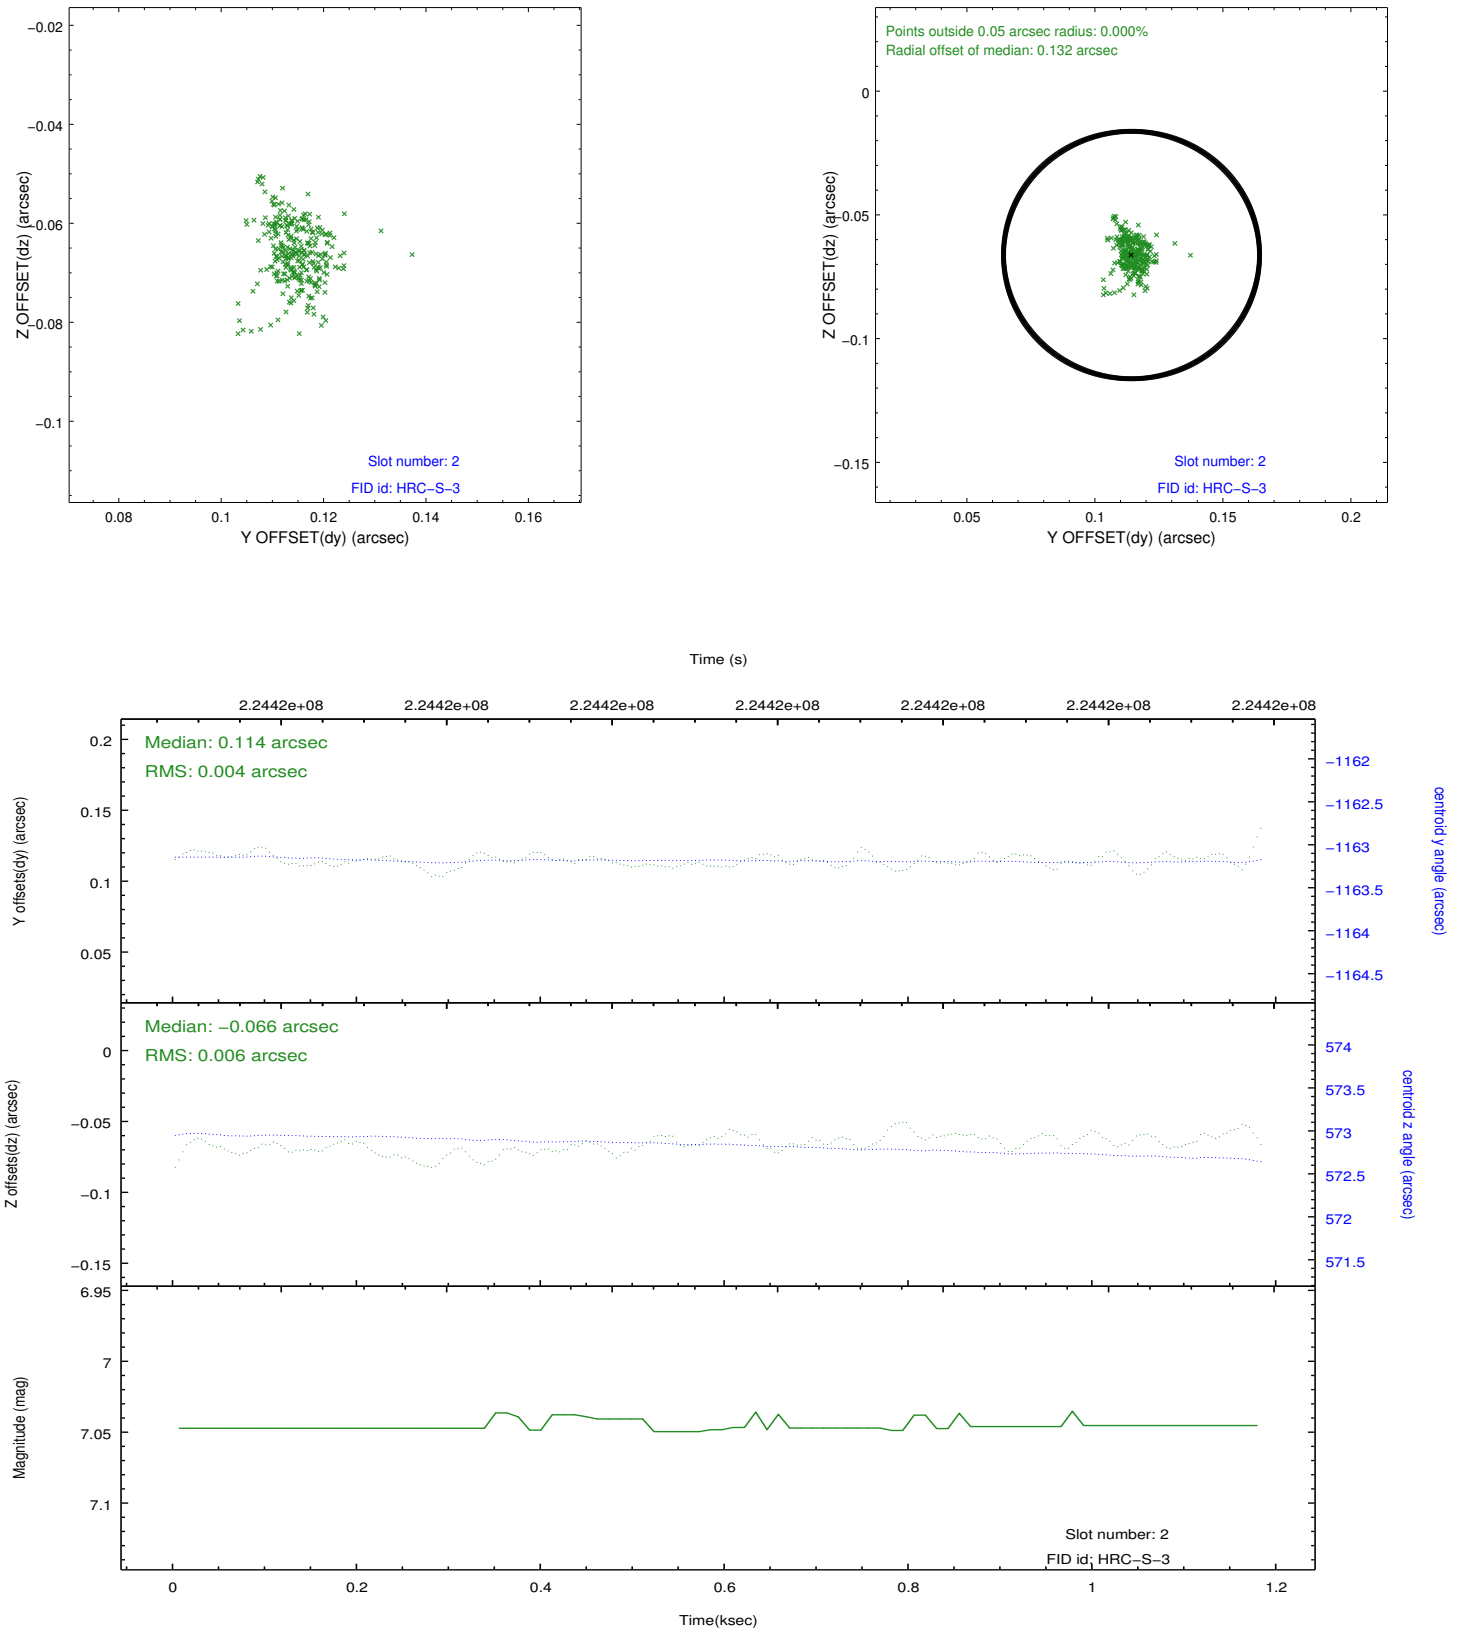 −0.02
−0.04
−0.06
−0.08
−0.1
Z OFFSET(dz) (arcsec)
Slot number: 2
FID id: HRC−S−3
0.08 0.1 0.12 0.14 0.16
Y OFFSET(dy) (arcsec)
Points outside 0.05 arcsec radius: 0.000%
Radial offset of median: 0.132 arcsec
0
−0.05
−0.1
−0.15
Z OFFSET(dz) (arcsec)
Slot number: 2
FID id: HRC−S−3
0.05 0.1 0.15 0.2
Y OFFSET(dy) (arcsec)
Time (s)
2.2442e+08 2.2442e+08 2.2442e+08 2.2442e+08 2.2442e+08 2.2442e+08 2.2442e+08
Median: 0.114 arcsec
RMS: 0.004 arcsec
0.2
0.15
0.1
0.05
Y offsets(dy) (arcsec)
−1162
−1162.5
−1163
−1163.5
−1164
−1164.5
centroid y angle (arcsec)
Median: −0.066 arcsec
RMS: 0.006 arcsec
0
−0.05
−0.1
−0.15
Z offsets(dz) (arcsec)
574
573.5
573
572.5
572
571.5
centroid z angle (arcsec)
6.95
7
7.05
7.1
Magnitude (mag)
Slot number: 2
FID id: HRC−S−3
0 0.2 0.4 0.6 0.8 1 1.2
Time(ksec)